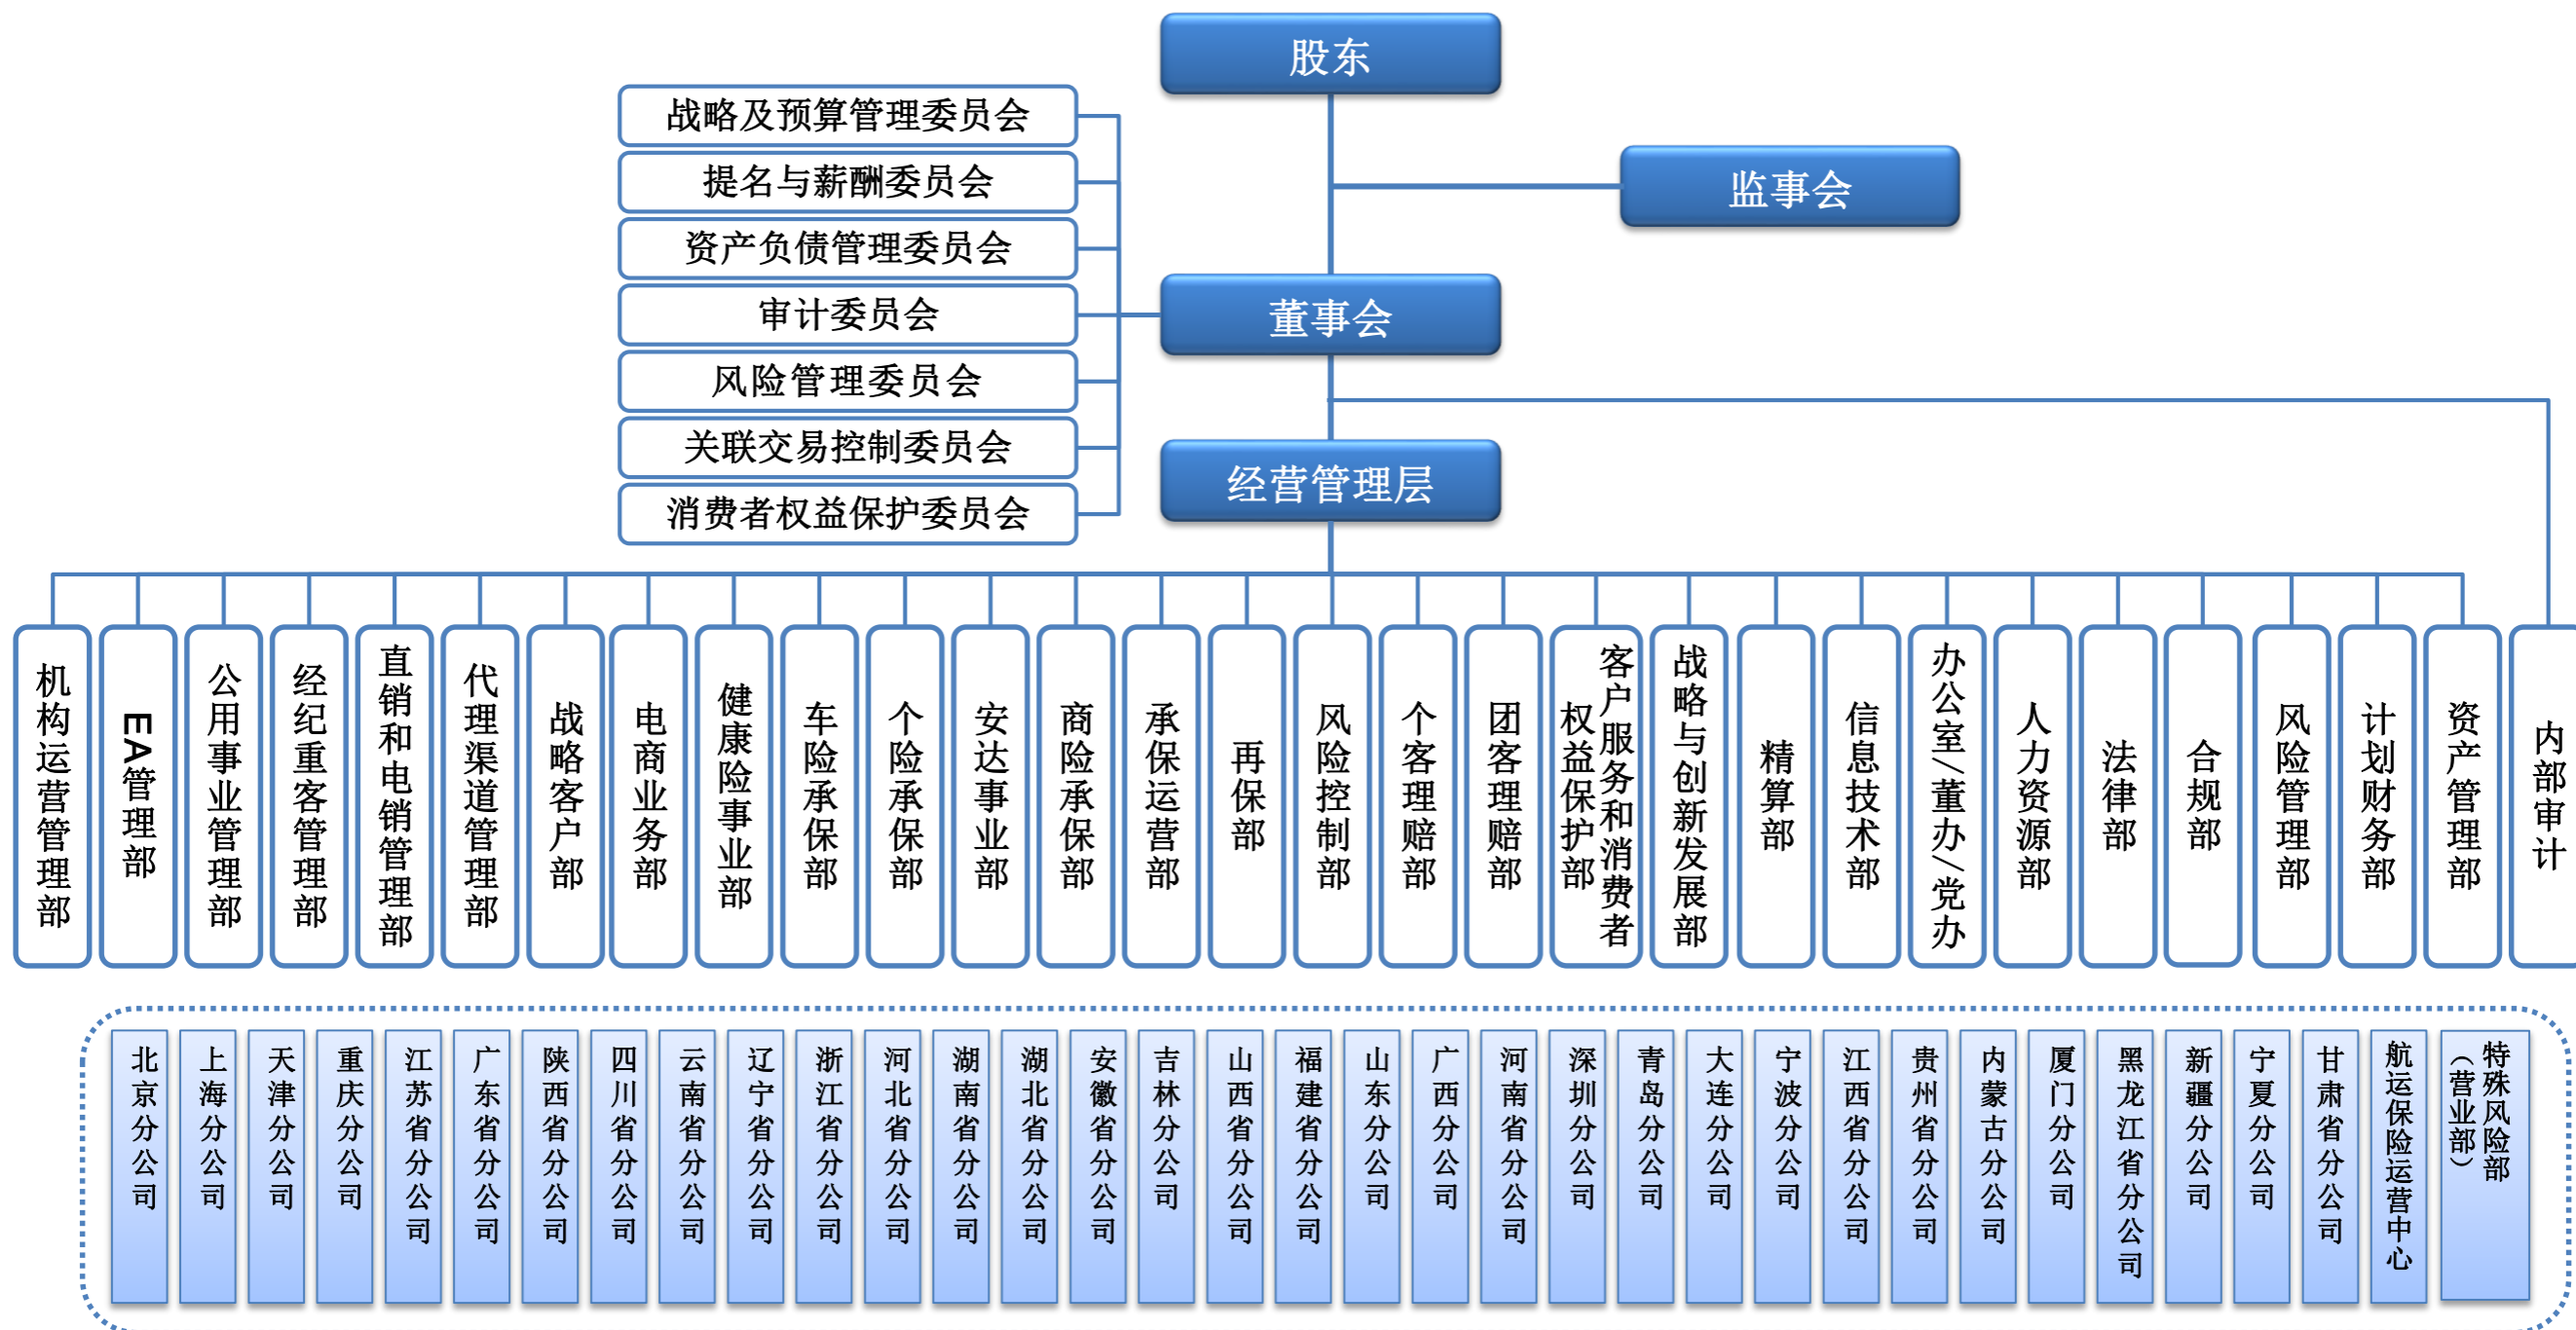 股东
监事会
战略及预算管理委员会
提名与薪酬委员会
资产负债管理委员会
审计委员会
风险管理委员会
关联交易控制委员会
消费者权益保护委员会
董事会
经营管理层
机构运营管理部
EA管理部
公用事业管理部
经纪重客管理部
直销和电销管理部
代理渠道管理部
战略客户部
电商业务部
健康险事业部
车险承保部
个险承保部
安达事业部
商险承保部
承保运营部
再保部
风险控制部
个客理赔部
团客理赔部
客户服务和消费者
权益保护部
战略与创新发展部
精算部
信息技术部
办公室/董办/党办
人力资源部
法律部
合规部
风险管理部
计划财务部
资产管理部
内部审计
北京分公司
上海分公司
天津分公司
重庆分公司
江苏省分公司
广东省分公司
陕西省分公司
四川省分公司
云南省分公司
辽宁省分公司
浙江省分公司
河北省分公司
湖南省分公司
湖北省分公司
安徽省分公司
吉林分公司
山西省分公司
福建省分公司
山东分公司
广西分公司
河南省分公司
深圳分公司
青岛分公司
大连分公司
宁波分公司
江西省分公司
贵州省分公司
内蒙古分公司
厦门分公司
黑龙江省分公司
新疆分公司
宁夏分公司
甘肃省分公司
航运保险运营中心
特殊风险部
（营业部）